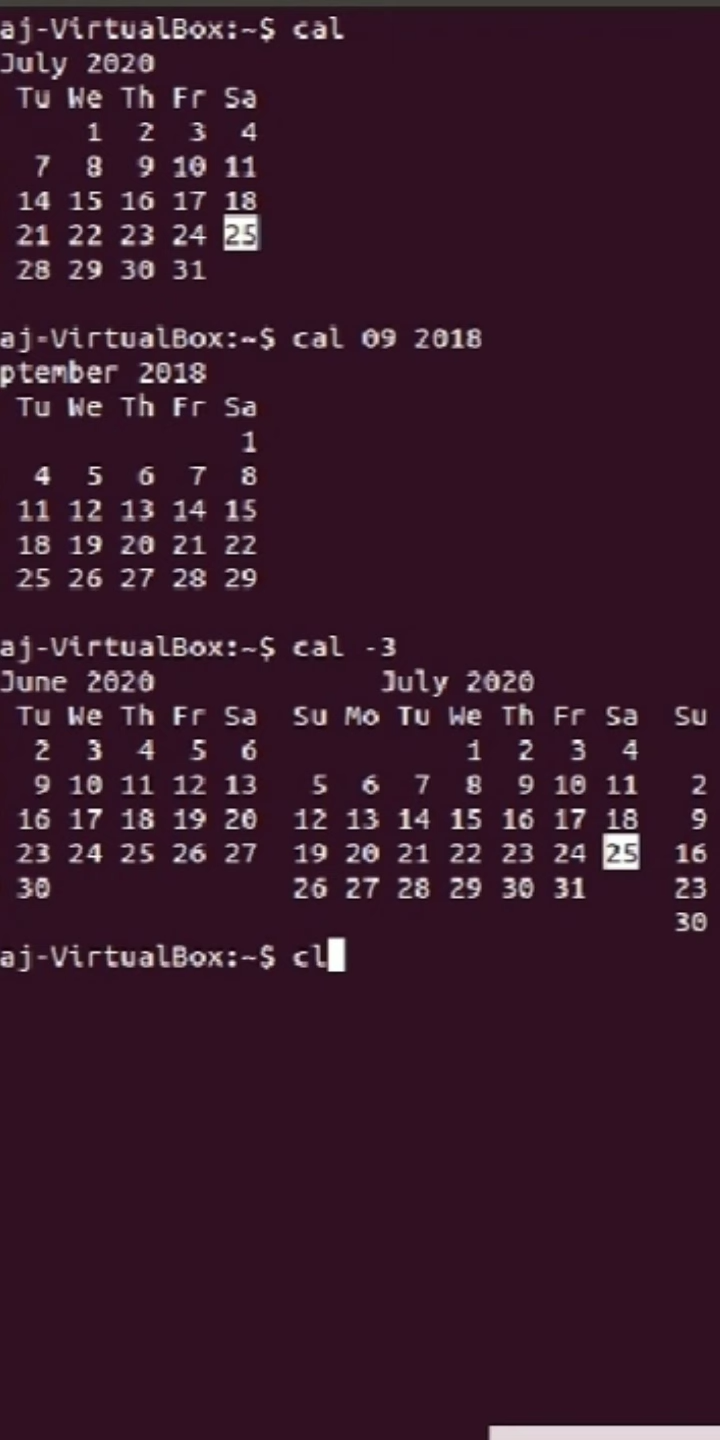 aj-VirtualBox:~$ cal
July 2020
Tu We Th Fr Sa
1 2 3 4
7 8 9 10 11
14 15 16 17 18
21 22 23 24 25
28 29 30 31
aj-VirtualBox:~$ cal 09 2018
ptember 2018
Tu We Th Fr Sa
1
4 5 6 7 8
11 12 13 14 15
18 19 20 21 22
25 26 27 28 29
aj-VirtualBox:~$ cal -3
June 2020 July 2020
Tu We Th Fr Sa Su Mo Tu We Th Fr Sa Su
2 3 4 5 6 1 2 3 4
9 10 11 12 13 5 6 7 8 9 10 11 2
16 17 18 19 20 12 13 14 15 16 17 18 9
23 24 25 26 27 19 20 21 22 23 24 25 16
30 26 27 28 29 30 31 23
30
aj-VirtualBox:~$ cl